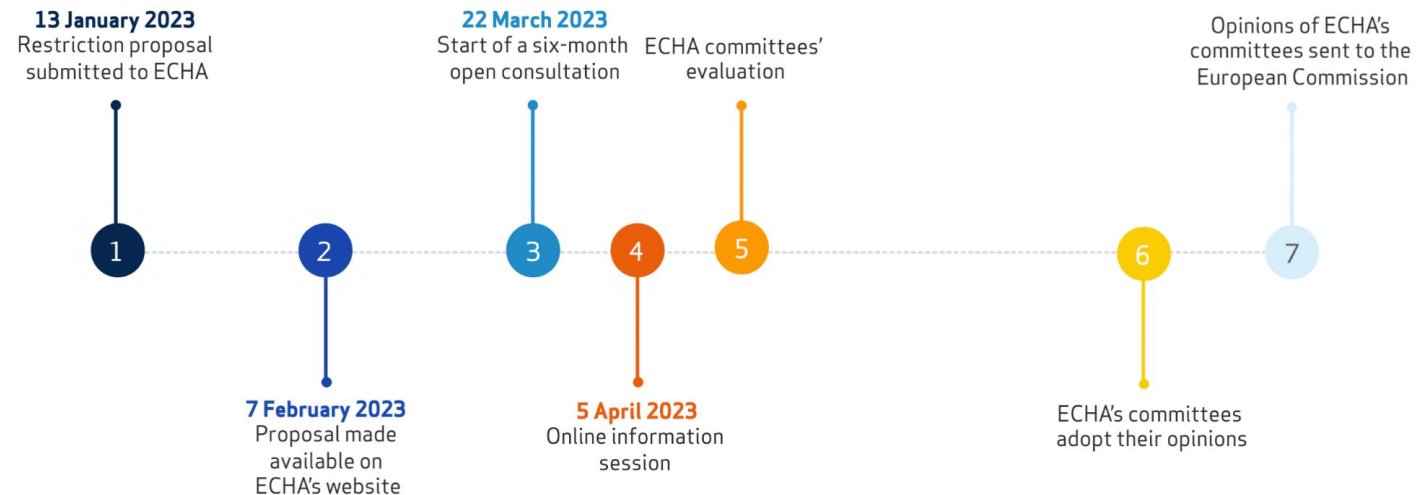 13 January 2023
Restriction proposal
submitted to ECHA
22 March 2023
Start of a six-month
open consultation
ECHA committees’
evaluation
Opinions of ECHA’s
committees sent to the
European Commission
1
2
3
4
5
6
7
7 February 2023
Proposal made
available on
ECHA’s website
5 April 2023
Online information
session
ECHA’s committees
adopt their opinions